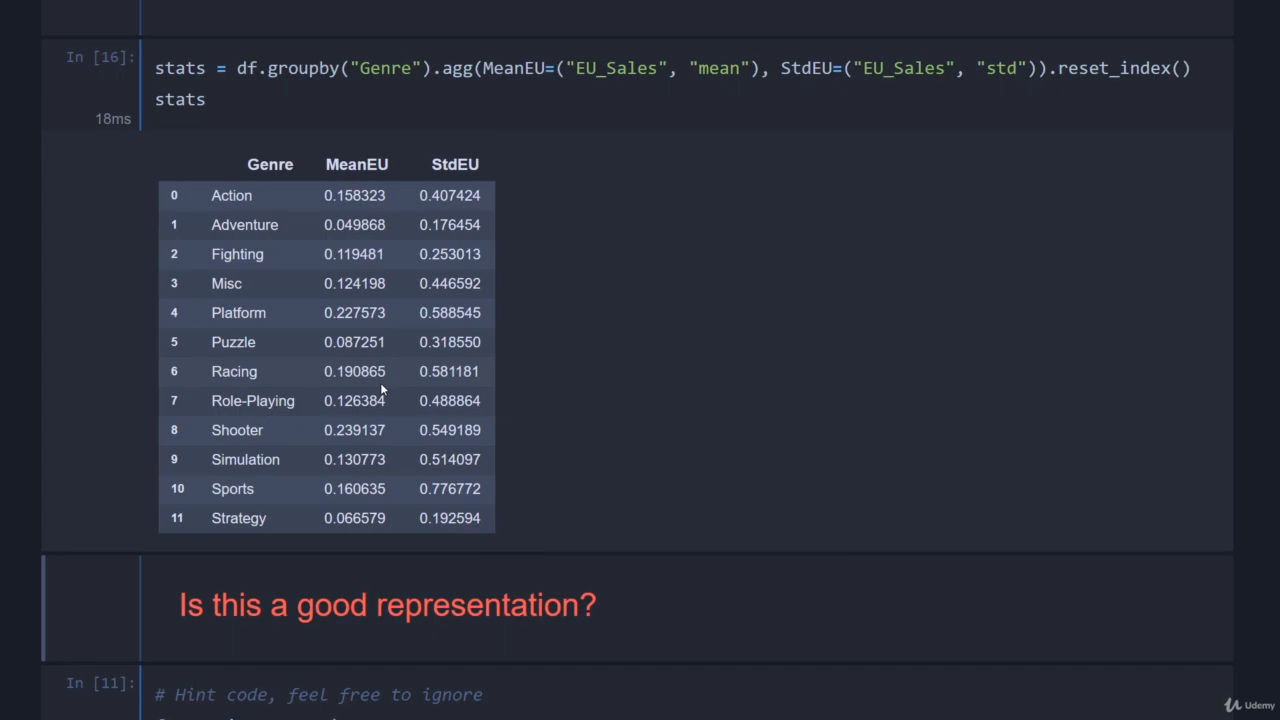 In [16]:
stats = df.groupby("Genre").agg(MeanEU=("EU_Sales", "mean"), StdEU=("EU_Sales", "std")).reset_index()
stats
18ms
Genre MeanEU StdEU
0 Action 0.158323 0.407424
1 Adventure 0.049868 0.176454
2 Fighting 0.119481 0.253013
3 Misc 0.124198 0.446592
4 Platform 0.227573 0.588545
5 Puzzle 0.087251 0.318550
6 Racing 0.190865 0.581181
7 Role-Playing 0.126384 0.488864
8 Shooter 0.239137 0.549189
9 Simulation 0.130773 0.514097
10 Sports 0.160635 0.776772
11 Strategy 0.066579 0.192594
Is this a good representation?
In [11]:
# Hint code, feel free to ignore
Udemy